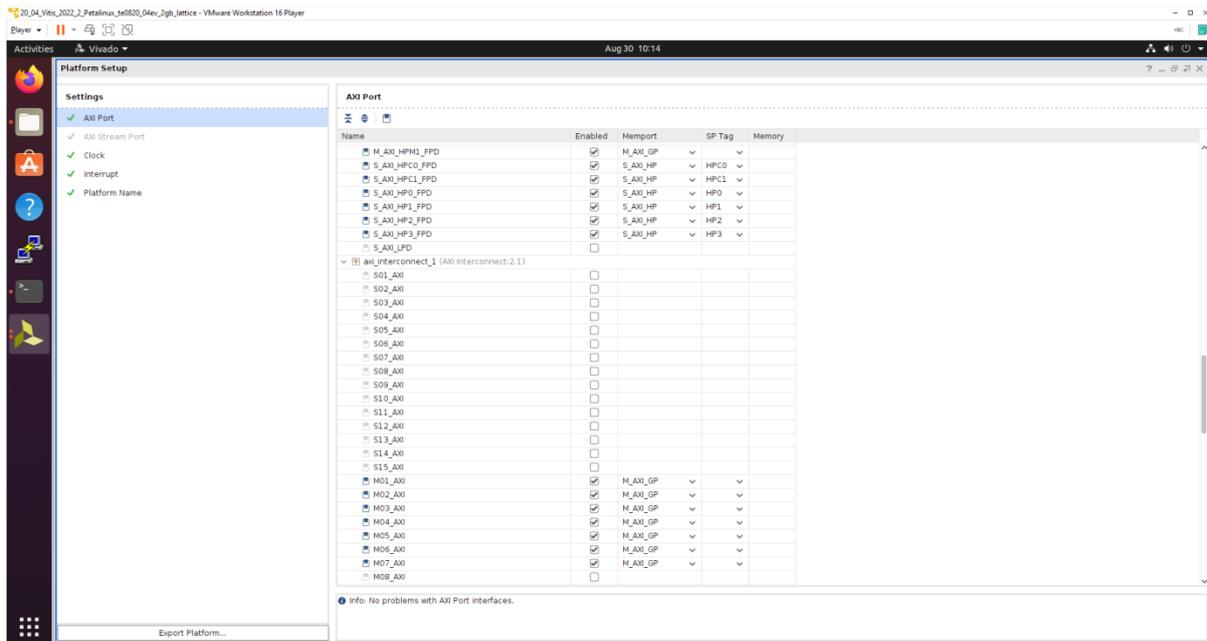 20_04_Vitis_2022_2_Petalinux_te0820_04ev_2gb_lattice - VMware Workstation 16 Player
Player
Activities Vivado Aug 30 10:14
Platform Setup
Settings
AXI Port
AXI Stream Port
Clock
Interrupt
Platform Name
Export Platform...
AXI Port
Name Enabled Memport SP Tag Memory
M_AXI_HPM1_FPD M_AXI_GP
S_AXI_HPC0_FPD S_AXI_HP HPC0
S_AXI_HPC1_FPD S_AXI_HP HPC1
S_AXI_HP0_FPD S_AXI_HP HP0
S_AXI_HP1_FPD S_AXI_HP HP1
S_AXI_HP2_FPD S_AXI_HP HP2
S_AXI_HP3_FPD S_AXI_HP HP3
S_AXI_LPD
axi_interconnect_1 (AXI Interconnect:2.1)
S01_AXI
S02_AXI
S03_AXI
S04_AXI
S05_AXI
S06_AXI
S07_AXI
S08_AXI
S09_AXI
S10_AXI
S11_AXI
S12_AXI
S13_AXI
S14_AXI
S15_AXI
M01_AXI M_AXI_GP
M02_AXI M_AXI_GP
M03_AXI M_AXI_GP
M04_AXI M_AXI_GP
M05_AXI M_AXI_GP
M06_AXI M_AXI_GP
M07_AXI M_AXI_GP
M08_AXI
Info: No problems with AXI Port interfaces.